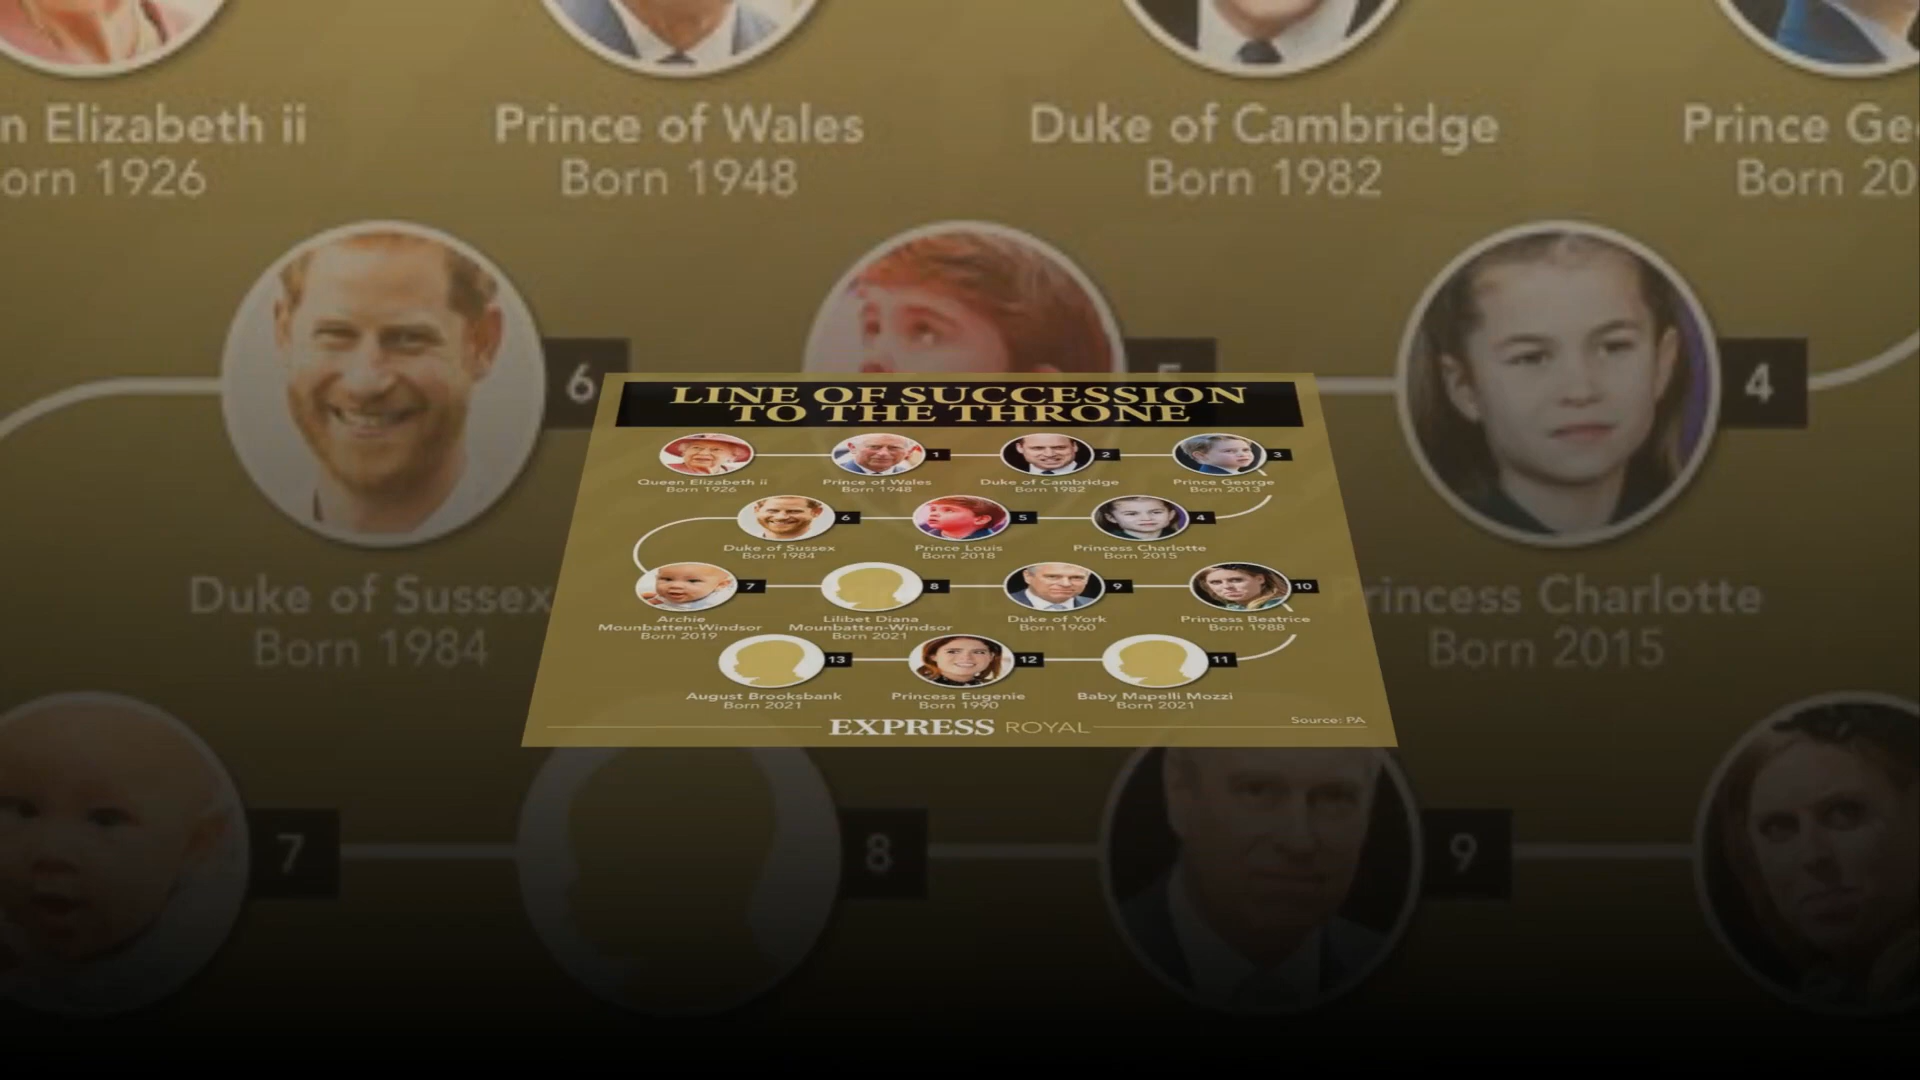 n Elizabeth ii
orn 1926
Prince of Wales
Born 1948
Duke of Cambridge
Born 1982
Prince Ge
Born 20
6
5
4
Duke of Sussex
Born 1984
Princess Charlotte
Born 2015
7
8
9
LINE OF SUCCESSION
TO THE THRONE
1
2
3
Queen Elizabeth ii
Born 1926
Prince of Wales
Born 1948
Duke of Cambridge
Born 1982
Prince George
Born 2013
6
5
4
Duke of Sussex
Born 1984
Prince Louis
Born 2018
Princess Charlotte
Born 2015
7
8
9
10
Archie
Mounbatten-Windsor
Born 2019
Lilibet Diana
Mounbatten-Windsor
Born 2021
Duke of York
Born 1960
Princess Beatrice
Born 1988
13
12
11
August Brooksbank
Born 2021
Princess Eugenie
Born 1990
Baby Mapelli Mozzi
Born 2021
EXPRESS ROYAL
Source: PA